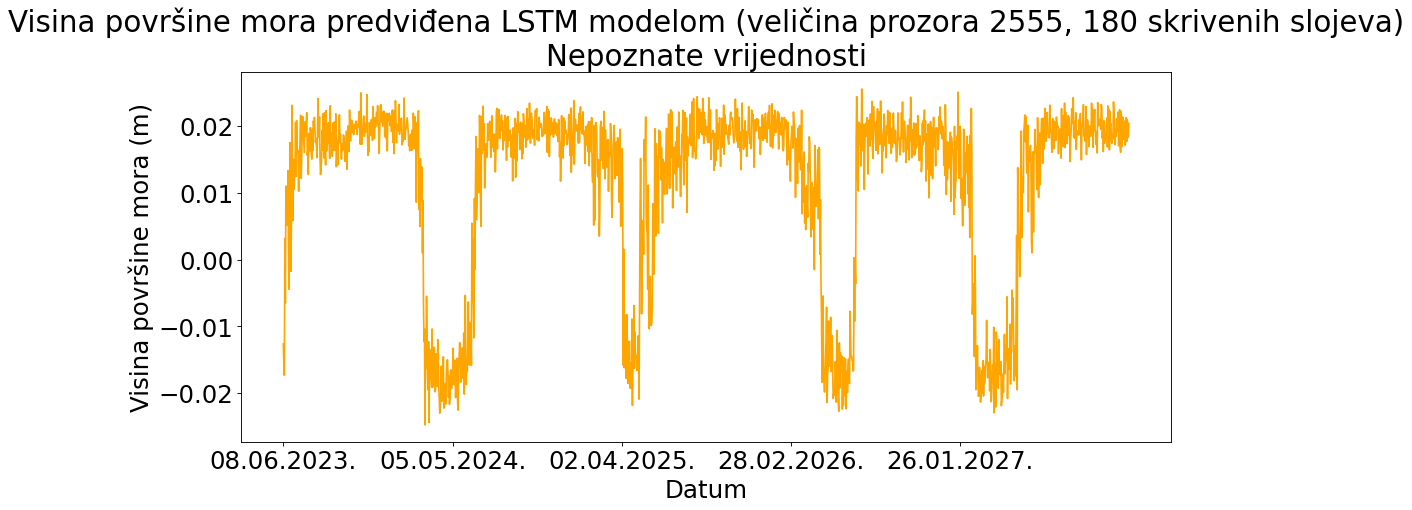 Visina površine mora predviđena LSTM modelom (veličina prozora 2555, 180 skrivenih slojeva)
Nepoznate vrijednosti
Visina površine mora (m)
0.02
0.01
0.00
−0.01
−0.02
08.06.2023. 05.05.2024. 02.04.2025. 28.02.2026. 26.01.2027.
Datum